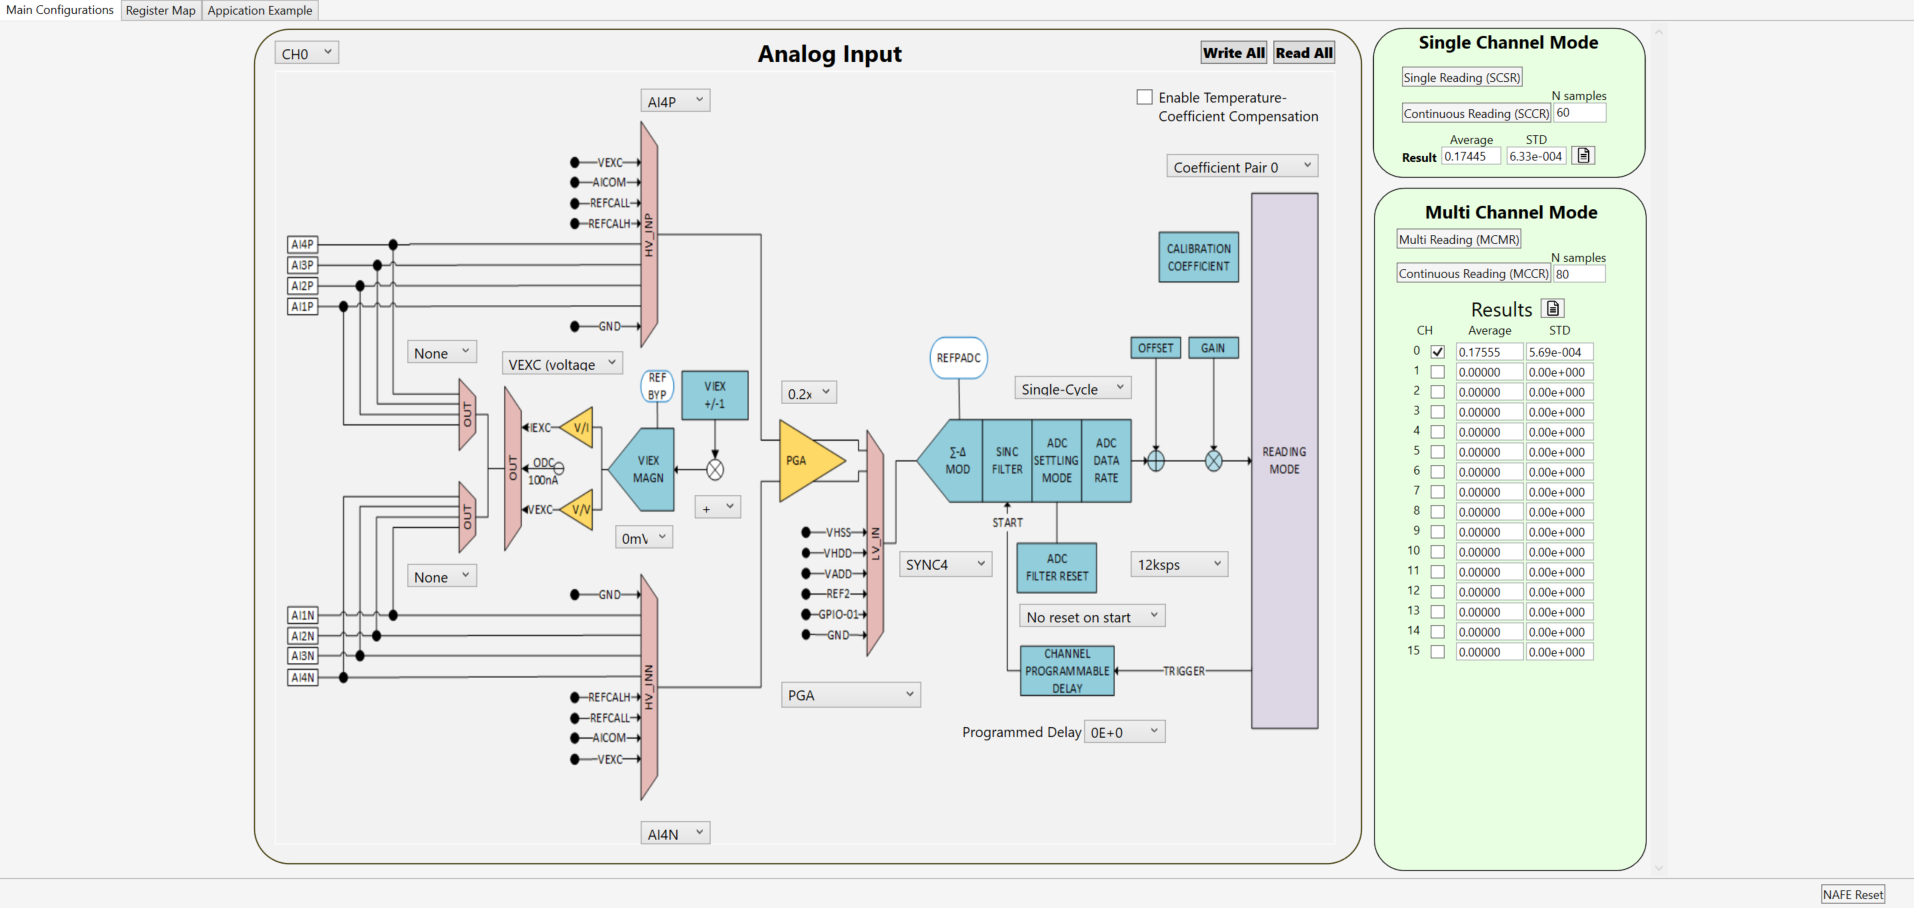 Main Configurations
Register Map
Appication Example
CH0
Analog Input
Write All
Read All
AI4P
Enable Temperature-
Coefficient Compensation
Coefficient Pair 0
VEXC
AICOM
REFCALL
REFCALH
HV_INP
AI4P
AI3P
AI2P
AI1P
GND
CALIBRATION
COEFFICIENT
None
VEXC (voltage
REF
BYP
VIEX
+/-1
0.2x
REFPADC
Single-Cycle
OFFSET
GAIN
OUT
OUT
IEXC
V/I
ODC
100nA
VEXC
V/V
VIEX
MAGN
PGA
Σ-Δ
MOD
SINC
FILTER
ADC
SETTLING
MODE
ADC
DATA
RATE
READING
MODE
OUT
+
0mV
START
None
VHSS
VHDD
VADD
REF2
GPIO-01
GND
LV_IN
SYNC4
ADC
FILTER RESET
12ksps
No reset on start
GND
AI1N
AI2N
AI3N
AI4N
HV_INN
REFCALH
REFCALL
AICOM
VEXC
PGA
CHANNEL
PROGRAMMABLE
DELAY
TRIGGER
Programmed Delay
0E+0
AI4N
Single Channel Mode
Single Reading (SCSR)
N samples
Continuous Reading (SCCR)
60
Average STD
Result 0.17445 6.33e-004
Multi Channel Mode
Multi Reading (MCMR)
N samples
Continuous Reading (MCCR)
80
Results
CH Average STD
0 0.17555 5.69e-004
1 0.00000 0.00e+000
2 0.00000 0.00e+000
3 0.00000 0.00e+000
4 0.00000 0.00e+000
5 0.00000 0.00e+000
6 0.00000 0.00e+000
7 0.00000 0.00e+000
8 0.00000 0.00e+000
9 0.00000 0.00e+000
10 0.00000 0.00e+000
11 0.00000 0.00e+000
12 0.00000 0.00e+000
13 0.00000 0.00e+000
14 0.00000 0.00e+000
15 0.00000 0.00e+000
NAFE Reset